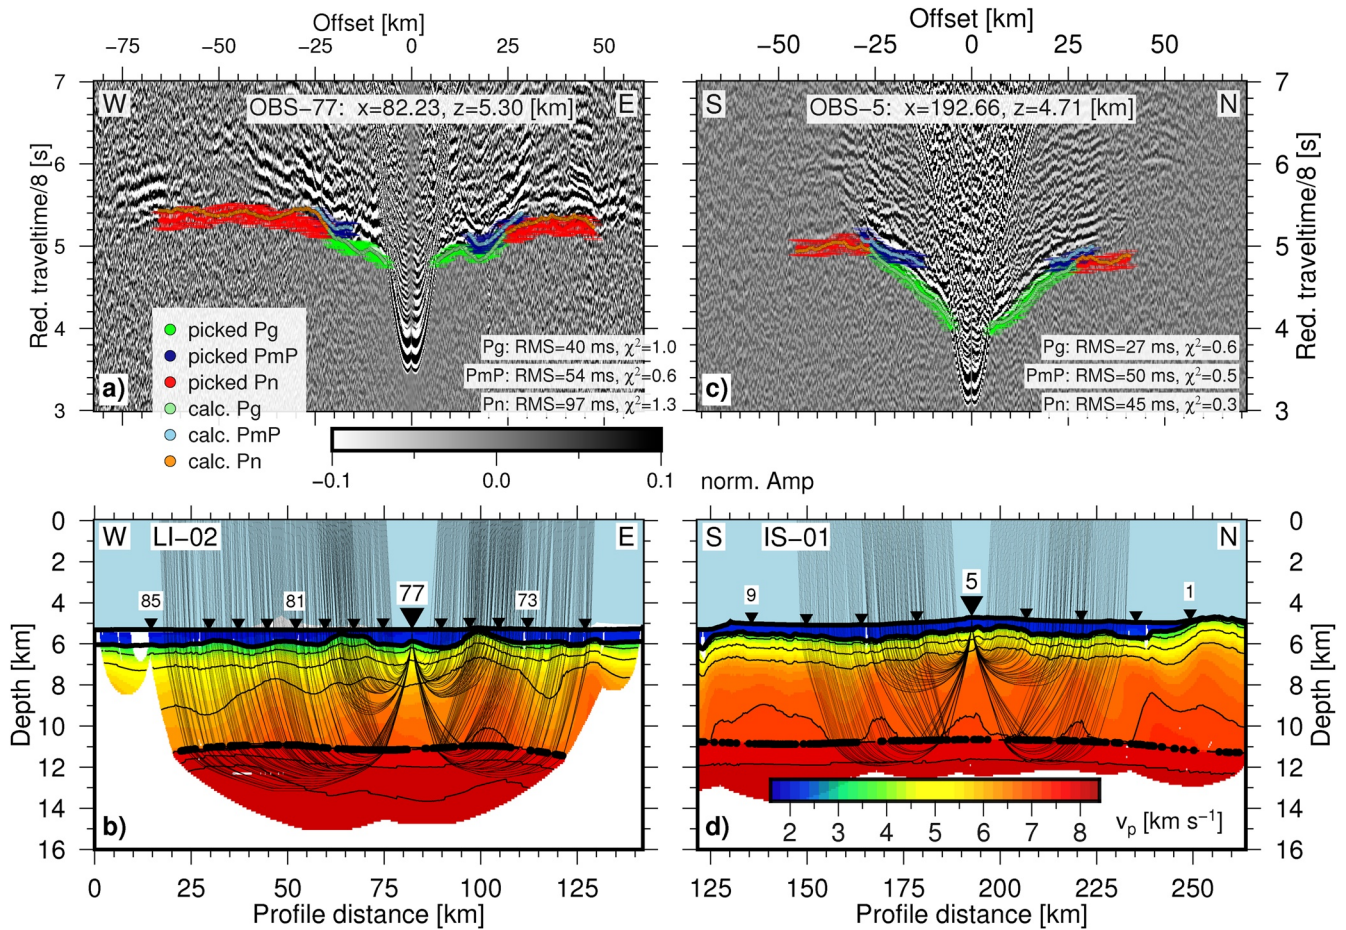 Offset [km]
−75 −50 −25 0 25 50
Offset [km]
−50 −25 0 25 50
7
6
5
4
3
Red. traveltime/8 [s]
W
OBS−77: x=82.23, z=5.30 [km]
E
picked Pg
picked PmP
picked Pn
calc. Pg
calc. PmP
calc. Pn
a)
Pg: RMS=40 ms, χ²=1.0
PmP: RMS=54 ms, χ²=0.6
Pn: RMS=97 ms, χ²=1.3
S
OBS−5: x=192.66, z=4.71 [km]
N
c)
Pg: RMS=27 ms, χ²=0.6
PmP: RMS=50 ms, χ²=0.5
Pn: RMS=45 ms, χ²=0.3
7
6
5
4
3
Red. traveltime/8 [s]
−0.1 0.0 0.1
norm. Amp
0
2
4
6
8
10
12
14
16
Depth [km]
W
LI−02
E
85
81
77
73
b)
0 25 50 75 100 125
Profile distance [km]
S
IS−01
N
9
5
1
d)
2 3 4 5 6 7 8
vₚ [km s⁻¹]
0
2
4
6
8
10
12
14
16
Depth [km]
125 150 175 200 225 250
Profile distance [km]